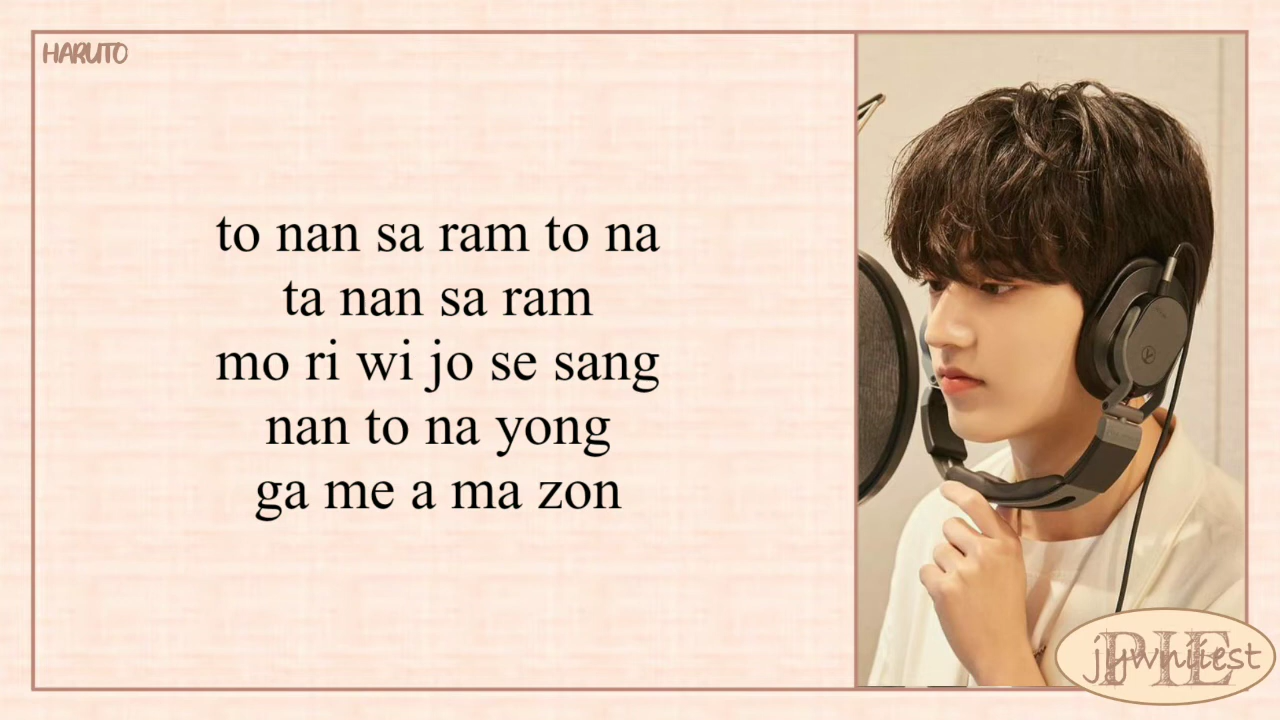 HARUTO
to nan sa ram to na
ta nan sa ram
mo ri wi jo se sang
nan to na yong
ga me a ma zon
PIE